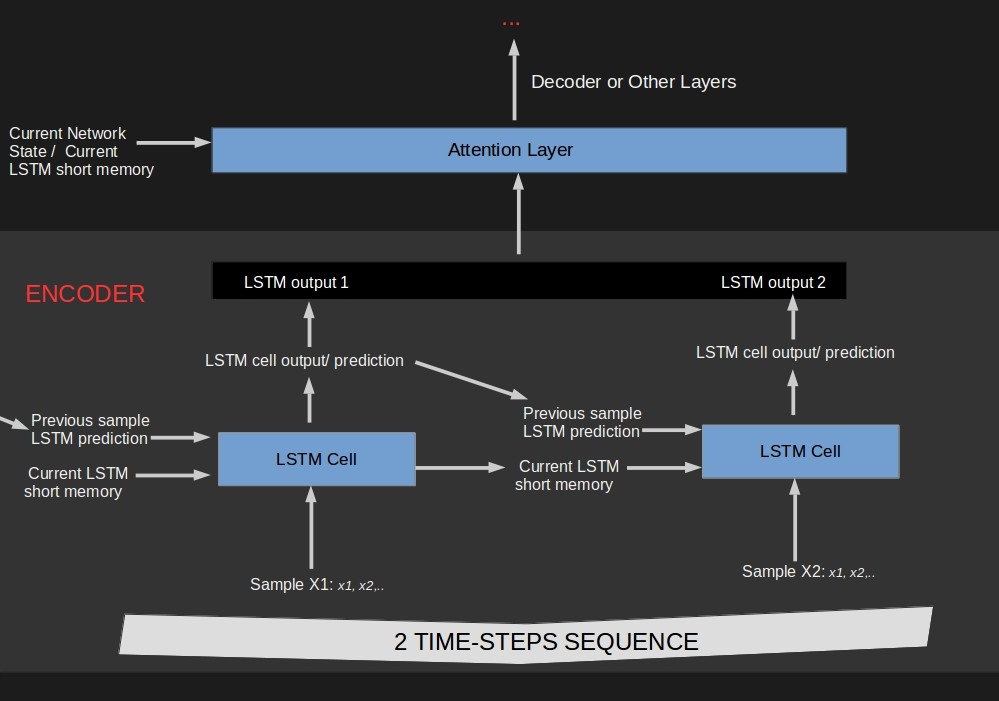 ...
Decoder or Other Layers
Current Network
State / Current
LSTM short memory
Attention Layer
ENCODER
LSTM output 1
LSTM output 2
LSTM cell output/ prediction
LSTM cell output/ prediction
Previous sample
LSTM prediction
Current LSTM
short memory
LSTM Cell
Previous sample
LSTM prediction
Current LSTM
short memory
LSTM Cell
Sample X1: x1, x2,..
Sample X2: x1, x2,..
2 TIME-STEPS SEQUENCE